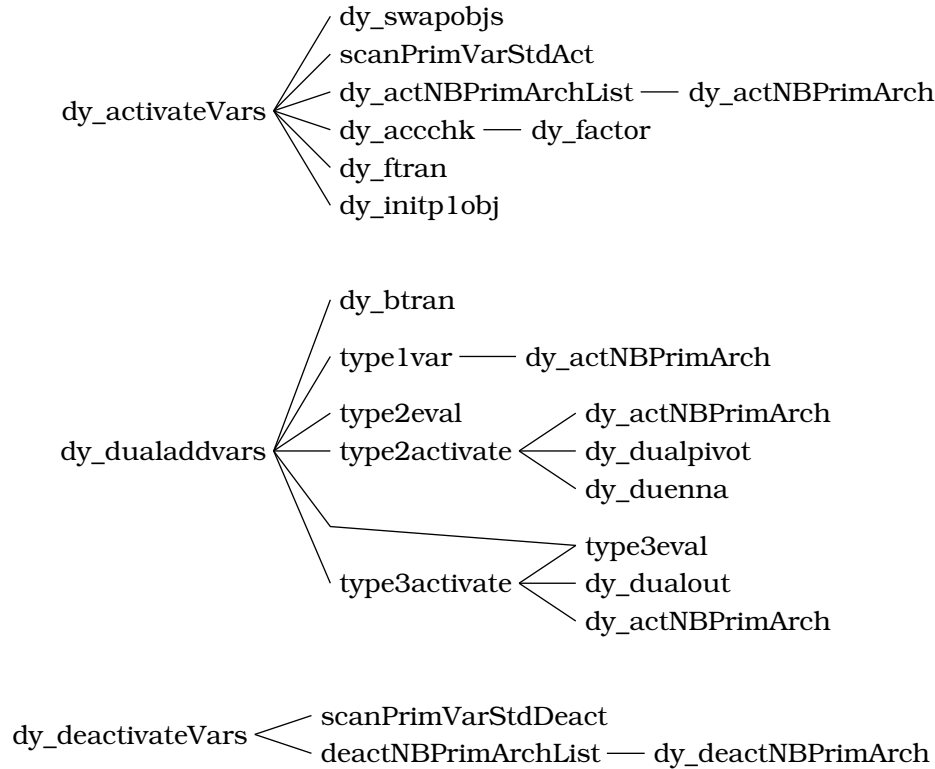 dy_swapobjs
scanPrimVarStdAct
dy_activateVars dy_actNBPrimArchList dy_actNBPrimArch
dy_accchk dy_factor
dy_ftran
dy_initp1obj
dy_btran
type1var dy_actNBPrimArch
type2eval dy_actNBPrimArch
dy_dualaddvars type2activate dy_dualpivot
dy_duenna
type3eval
type3activate dy_dualout
dy_actNBPrimArch
dy_deactivateVars scanPrimVarStdDeact
deactNBPrimArchList dy_deactNBPrimArch